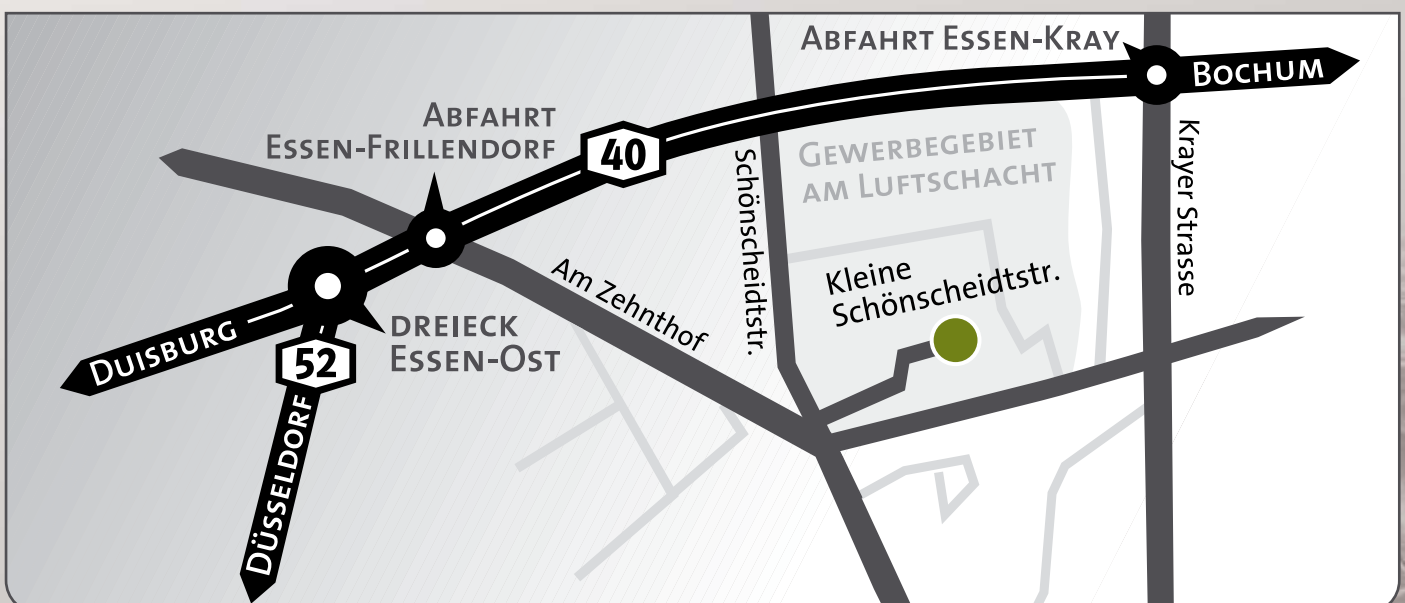 ABFAHRT ESSEN-KRAY
BOCHUM
ABFAHRT
ESSEN-FRILLENDORF
40
Schönscheidtstr.
GEWERBEGEBIET
AM LUFTSCHACHT
Krayer Strasse
Am Zehnthof
Kleine
Schönscheidtstr.
DUISBURG
DREIECK
ESSEN-OST
52
DÜSSELDORF